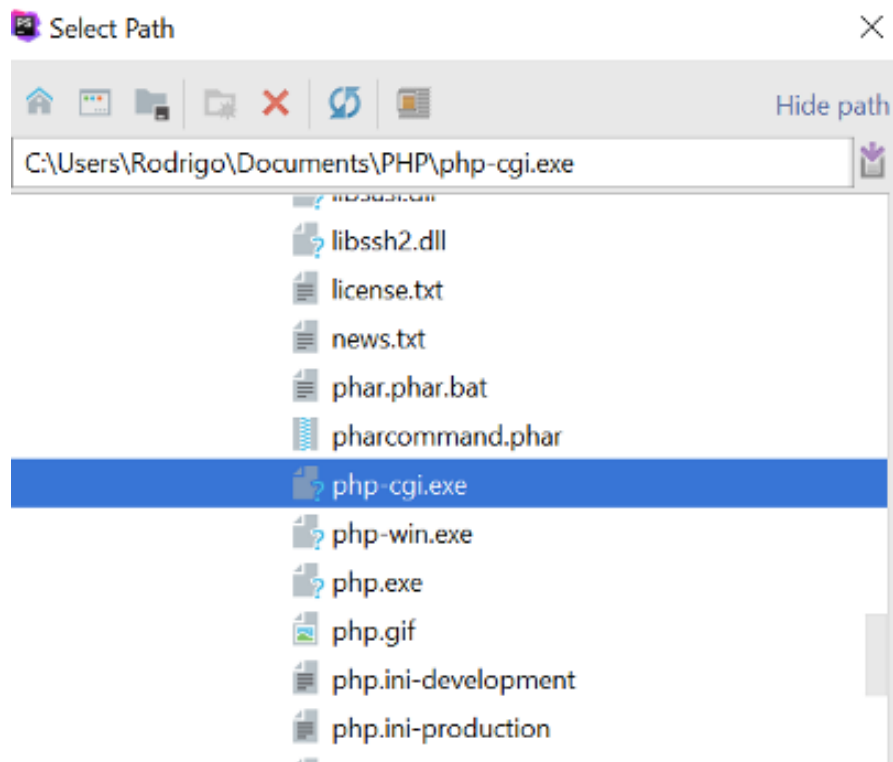 PS
Select Path
Hide path
C:\Users\Rodrigo\Documents\PHP\php-cgi.exe
libssh2.dll
license.txt
news.txt
phar.phar.bat
pharcommand.phar
php-cgi.exe
php-win.exe
php.exe
php.gif
php.ini-development
php.ini-production